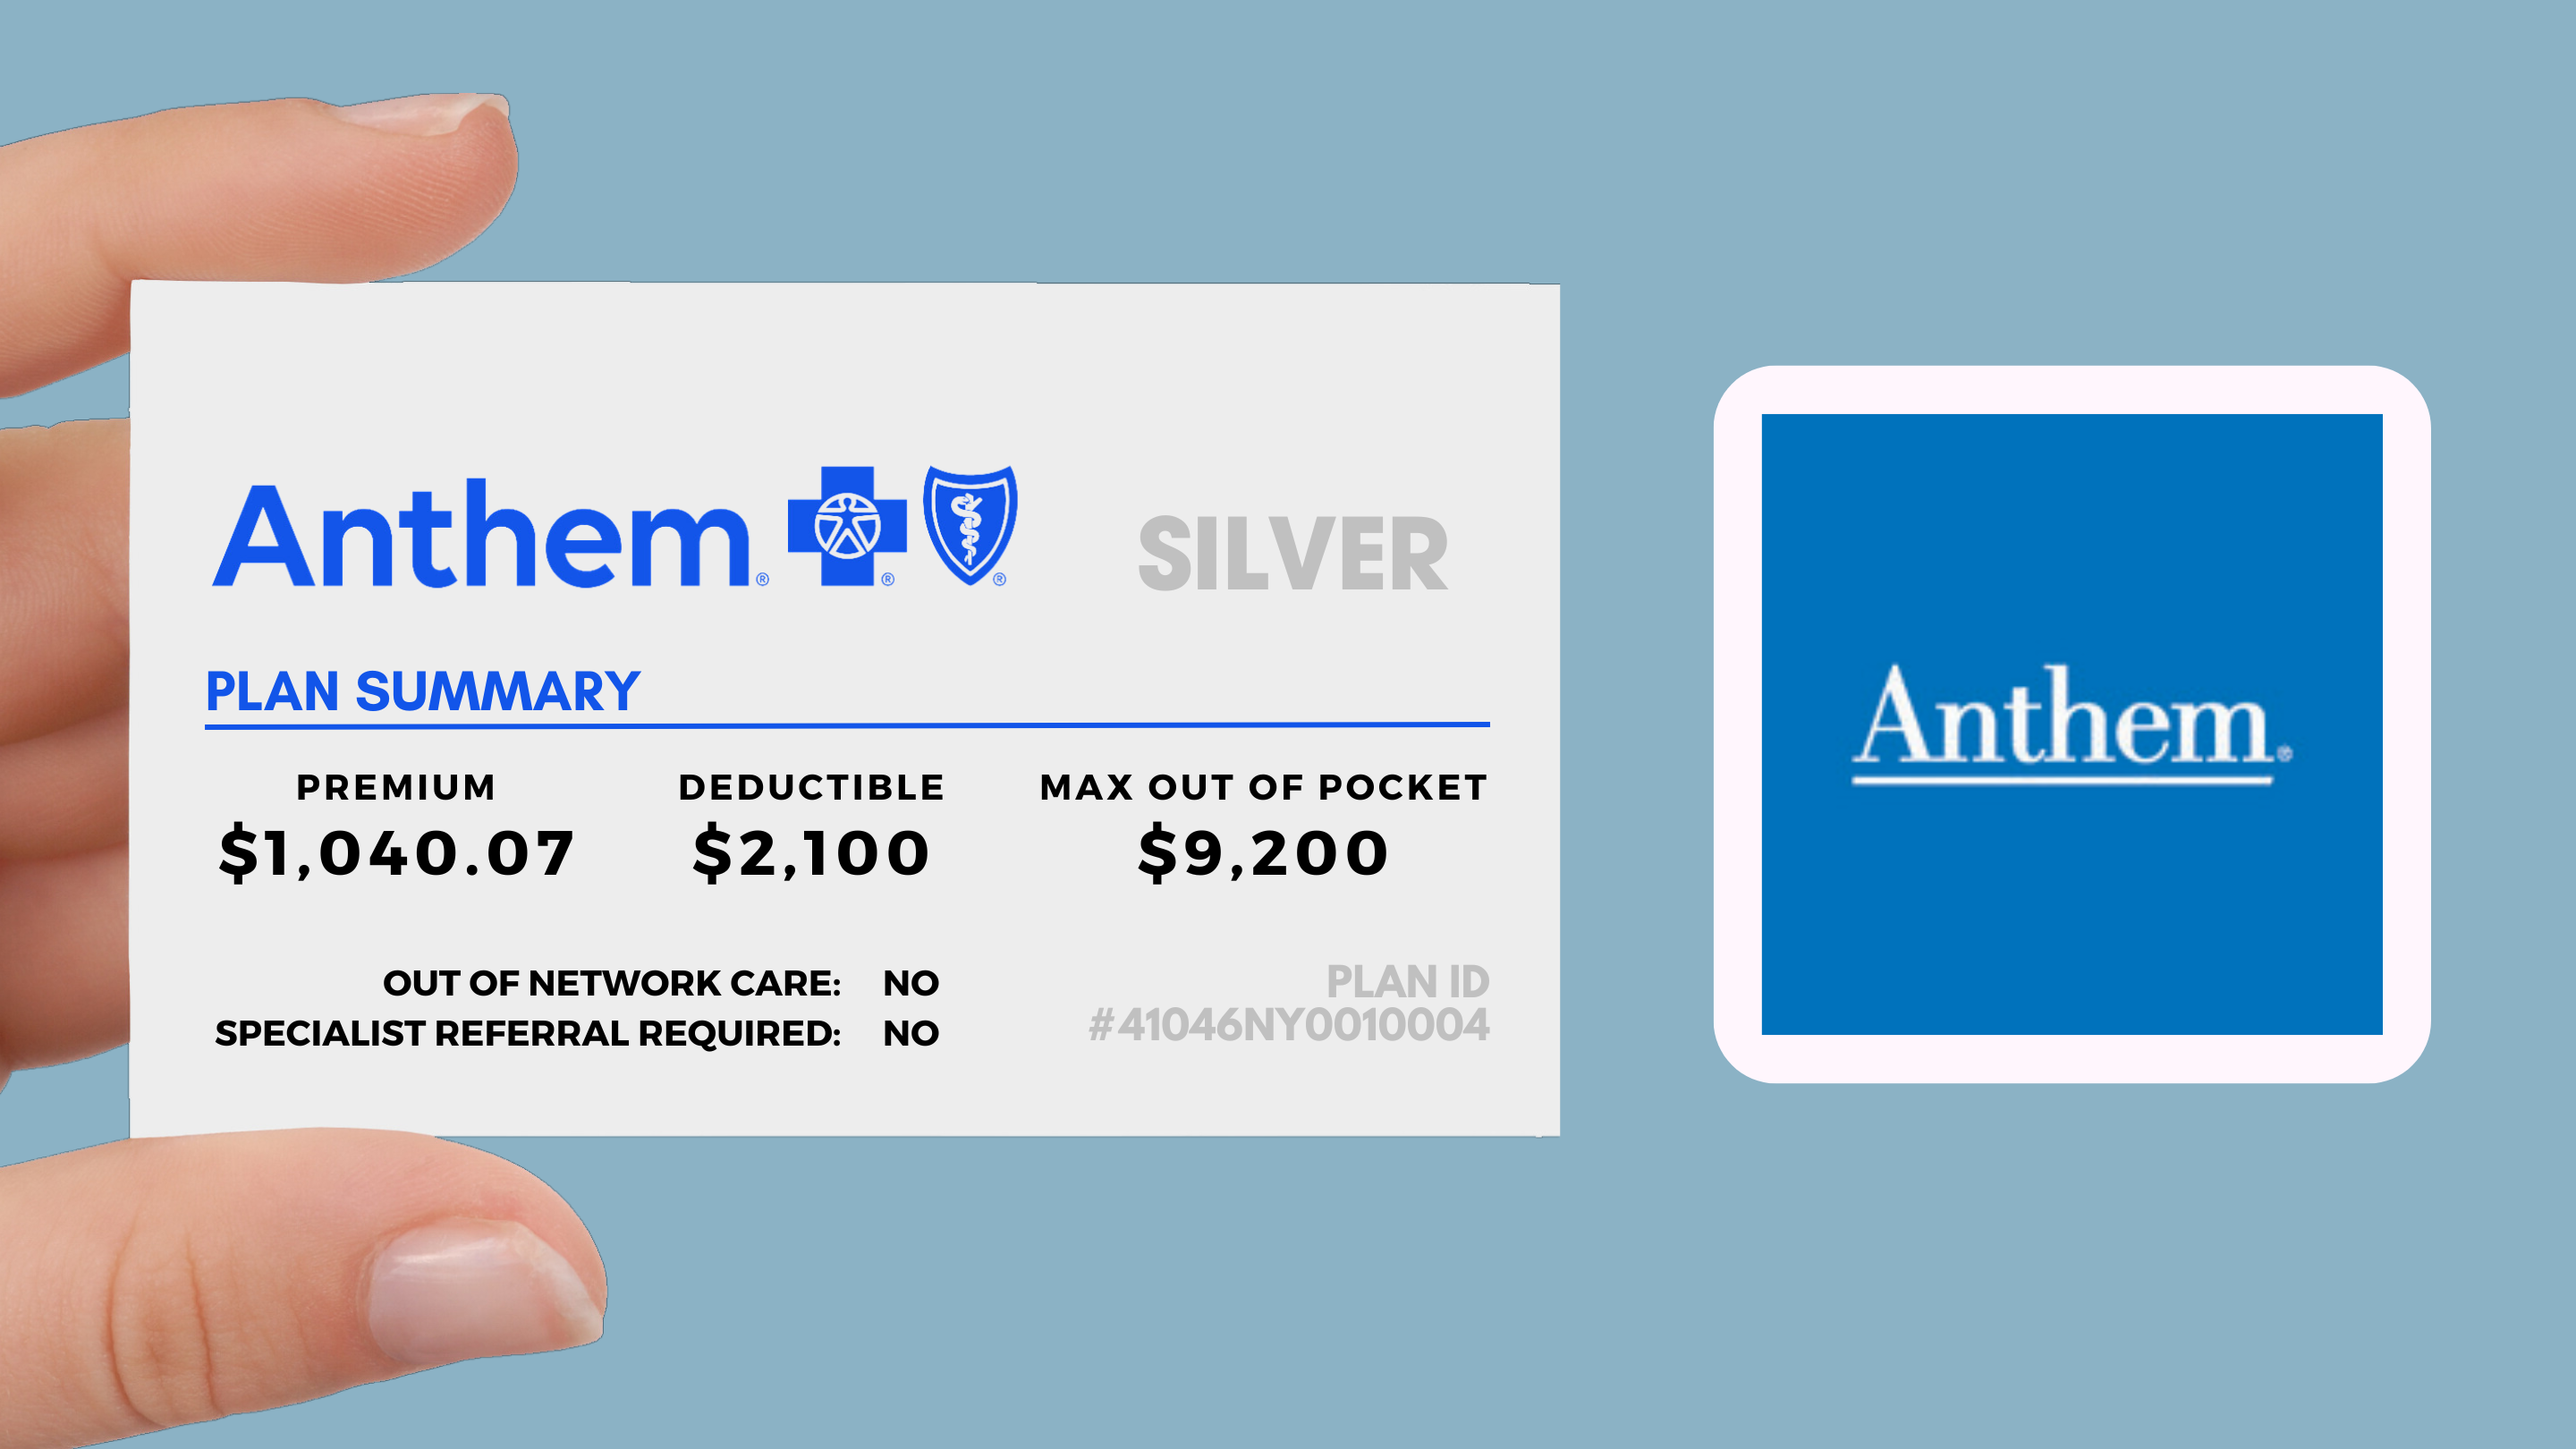 Anthem® ® ®
SILVER
PLAN SUMMARY
PREMIUM DEDUCTIBLE MAX OUT OF POCKET
$1,040.07 $2,100 $9,200
OUT OF NETWORK CARE: NO
SPECIALIST REFERRAL REQUIRED: NO
PLAN ID
#41046NY0010004
Anthem®